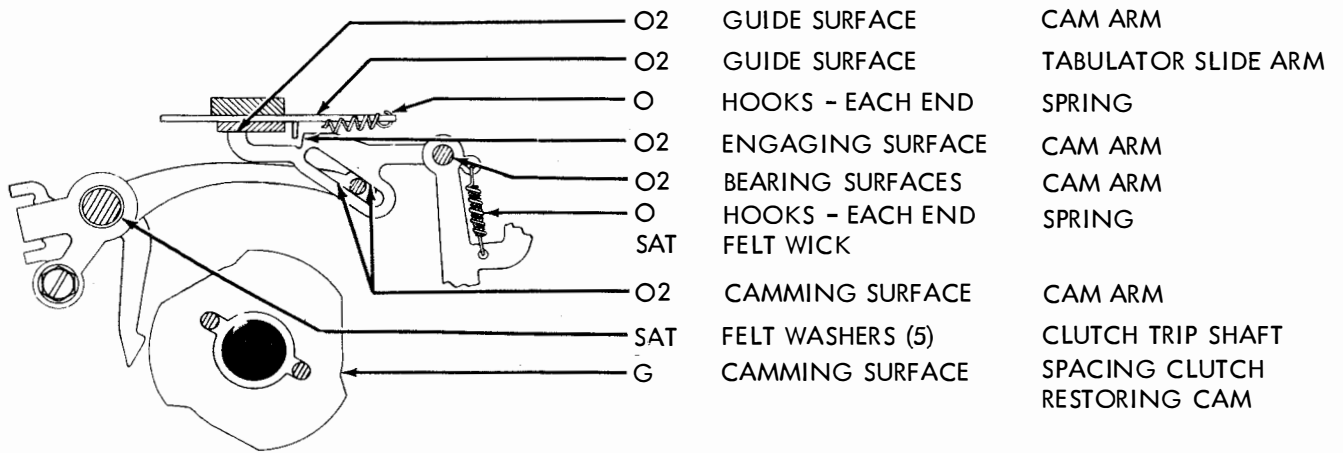 O2 GUIDE SURFACE CAM ARM
O2 GUIDE SURFACE TABULATOR SLIDE ARM
O HOOKS - EACH END SPRING
O2 ENGAGING SURFACE CAM ARM
O2 BEARING SURFACES CAM ARM
O HOOKS - EACH END SPRING
SAT FELT WICK
O2 CAMMING SURFACE CAM ARM
SAT FELT WASHERS (5) CLUTCH TRIP SHAFT
G CAMMING SURFACE SPACING CLUTCH
RESTORING CAM